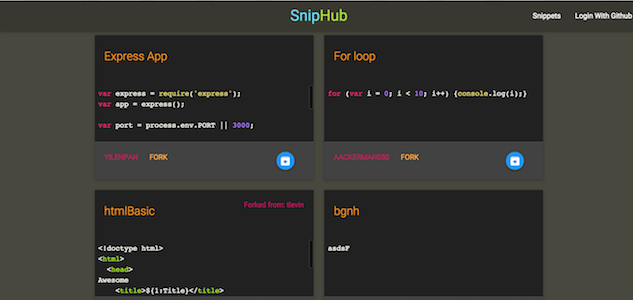 SnipHub
Snippets Login With Github
Express App
var express = require('express');
var app = express();
var port = process.env.PORT || 3000;
YILENPAN FORK
For loop
for (var i = 0; i < 10; i++) {console.log(i);}
FORK
htmlBasic
Forked from: tlevin
<!doctype html>
<html>
<head>
Awesome
<title>${1:Title}</title>
bgnh
asdsF